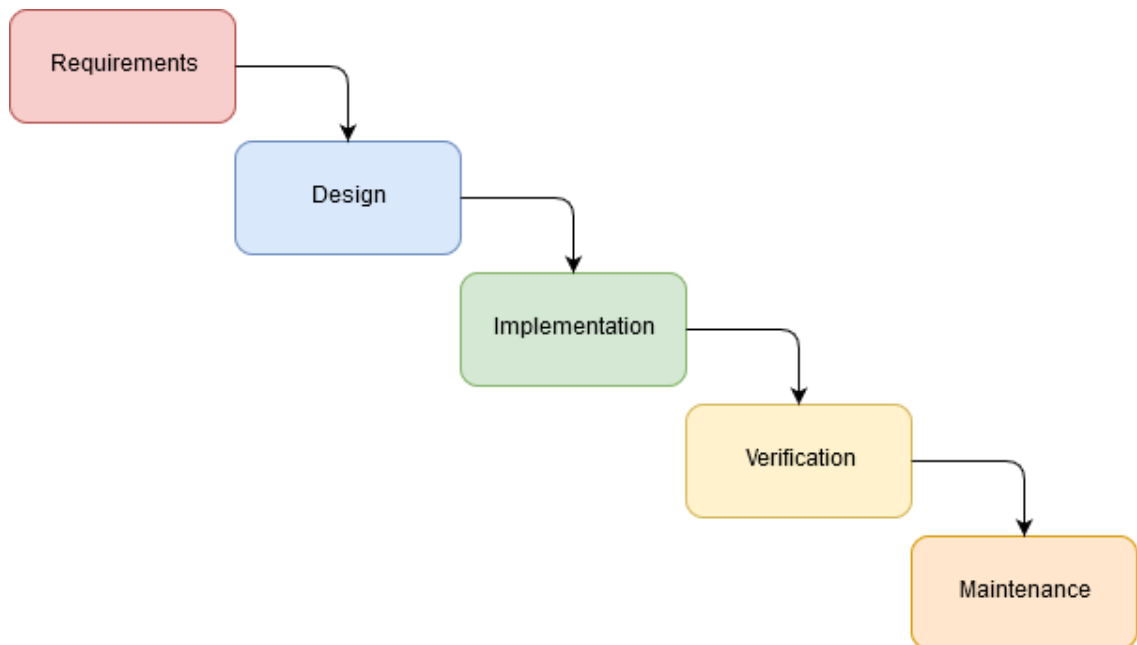 Requirements
Design
Implementation
Verification
Maintenance